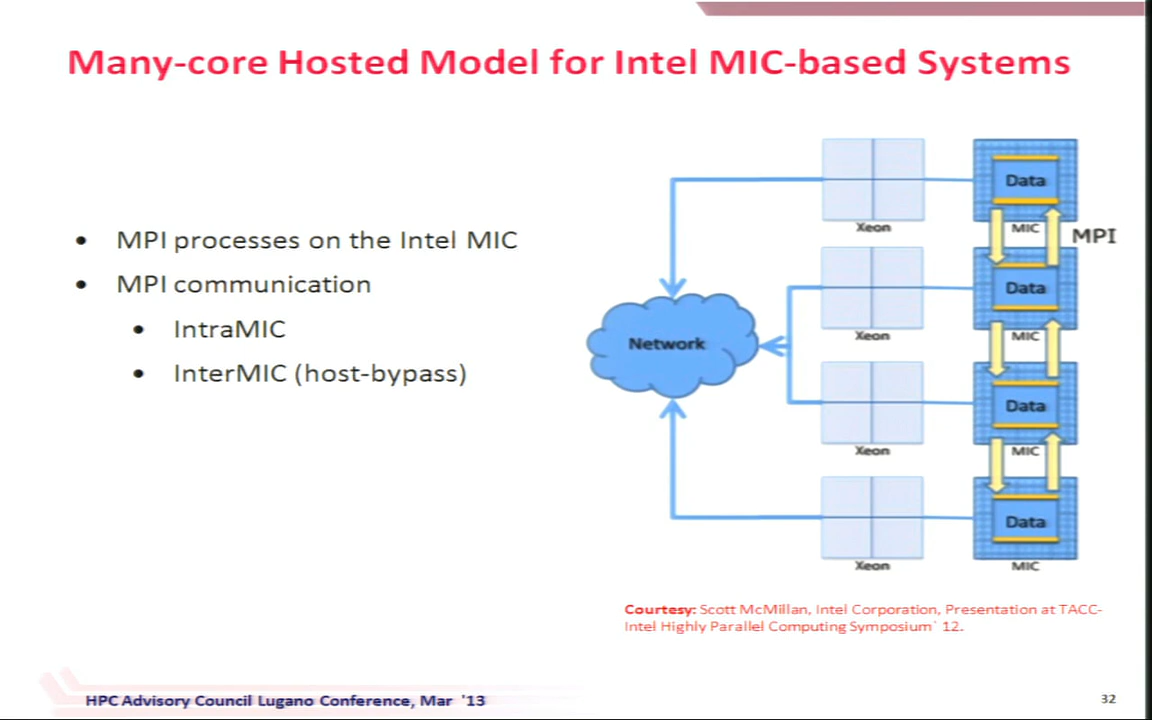 Many-core Hosted Model for Intel MIC-based Systems
• MPI processes on the Intel MIC
• MPI communication
• IntraMIC
• InterMIC (host-bypass)
Data
Xeon
MIC
MPI
Data
Network
Xeon
MIC
Data
Xeon
MIC
Data
Xeon
MIC
Courtesy: Scott McMillan, Intel Corporation, Presentation at TACC-
Intel Highly Parallel Computing Symposium` 12.
HPC Advisory Council Lugano Conference, Mar '13
32